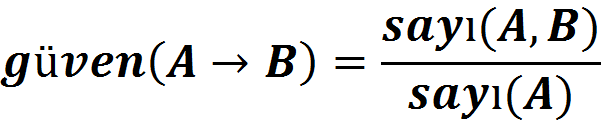 güven(A → B) = sayı(A, B) / sayı(A)